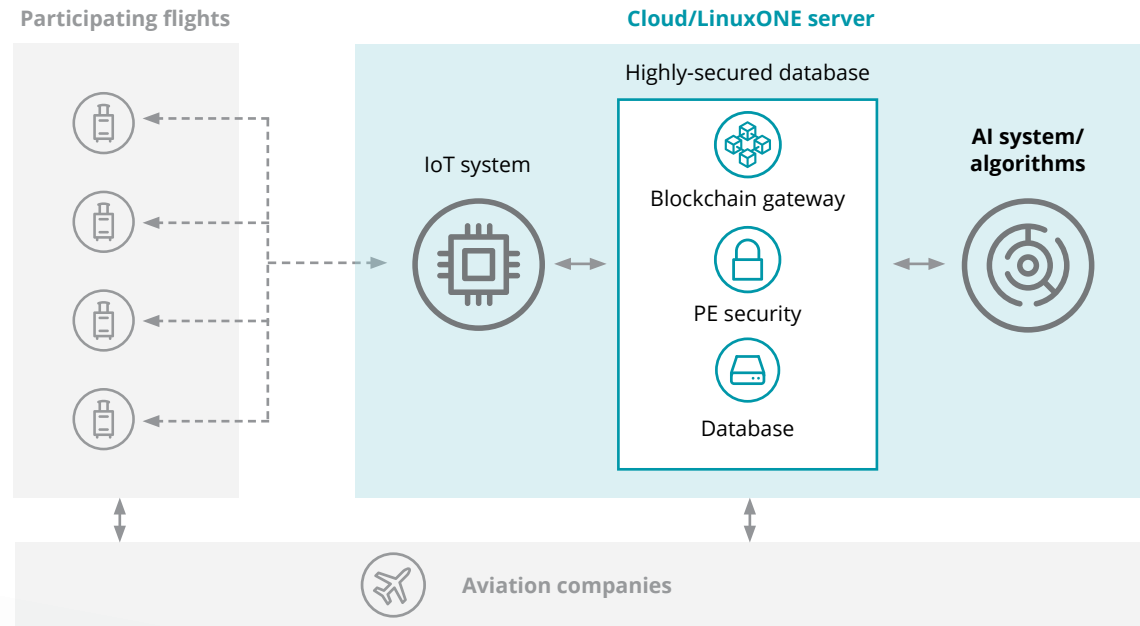 Participating flights
Cloud/LinuxONE server
Highly-secured database
IoT system
Blockchain gateway
PE security
Database
AI system/
algorithms
Aviation companies